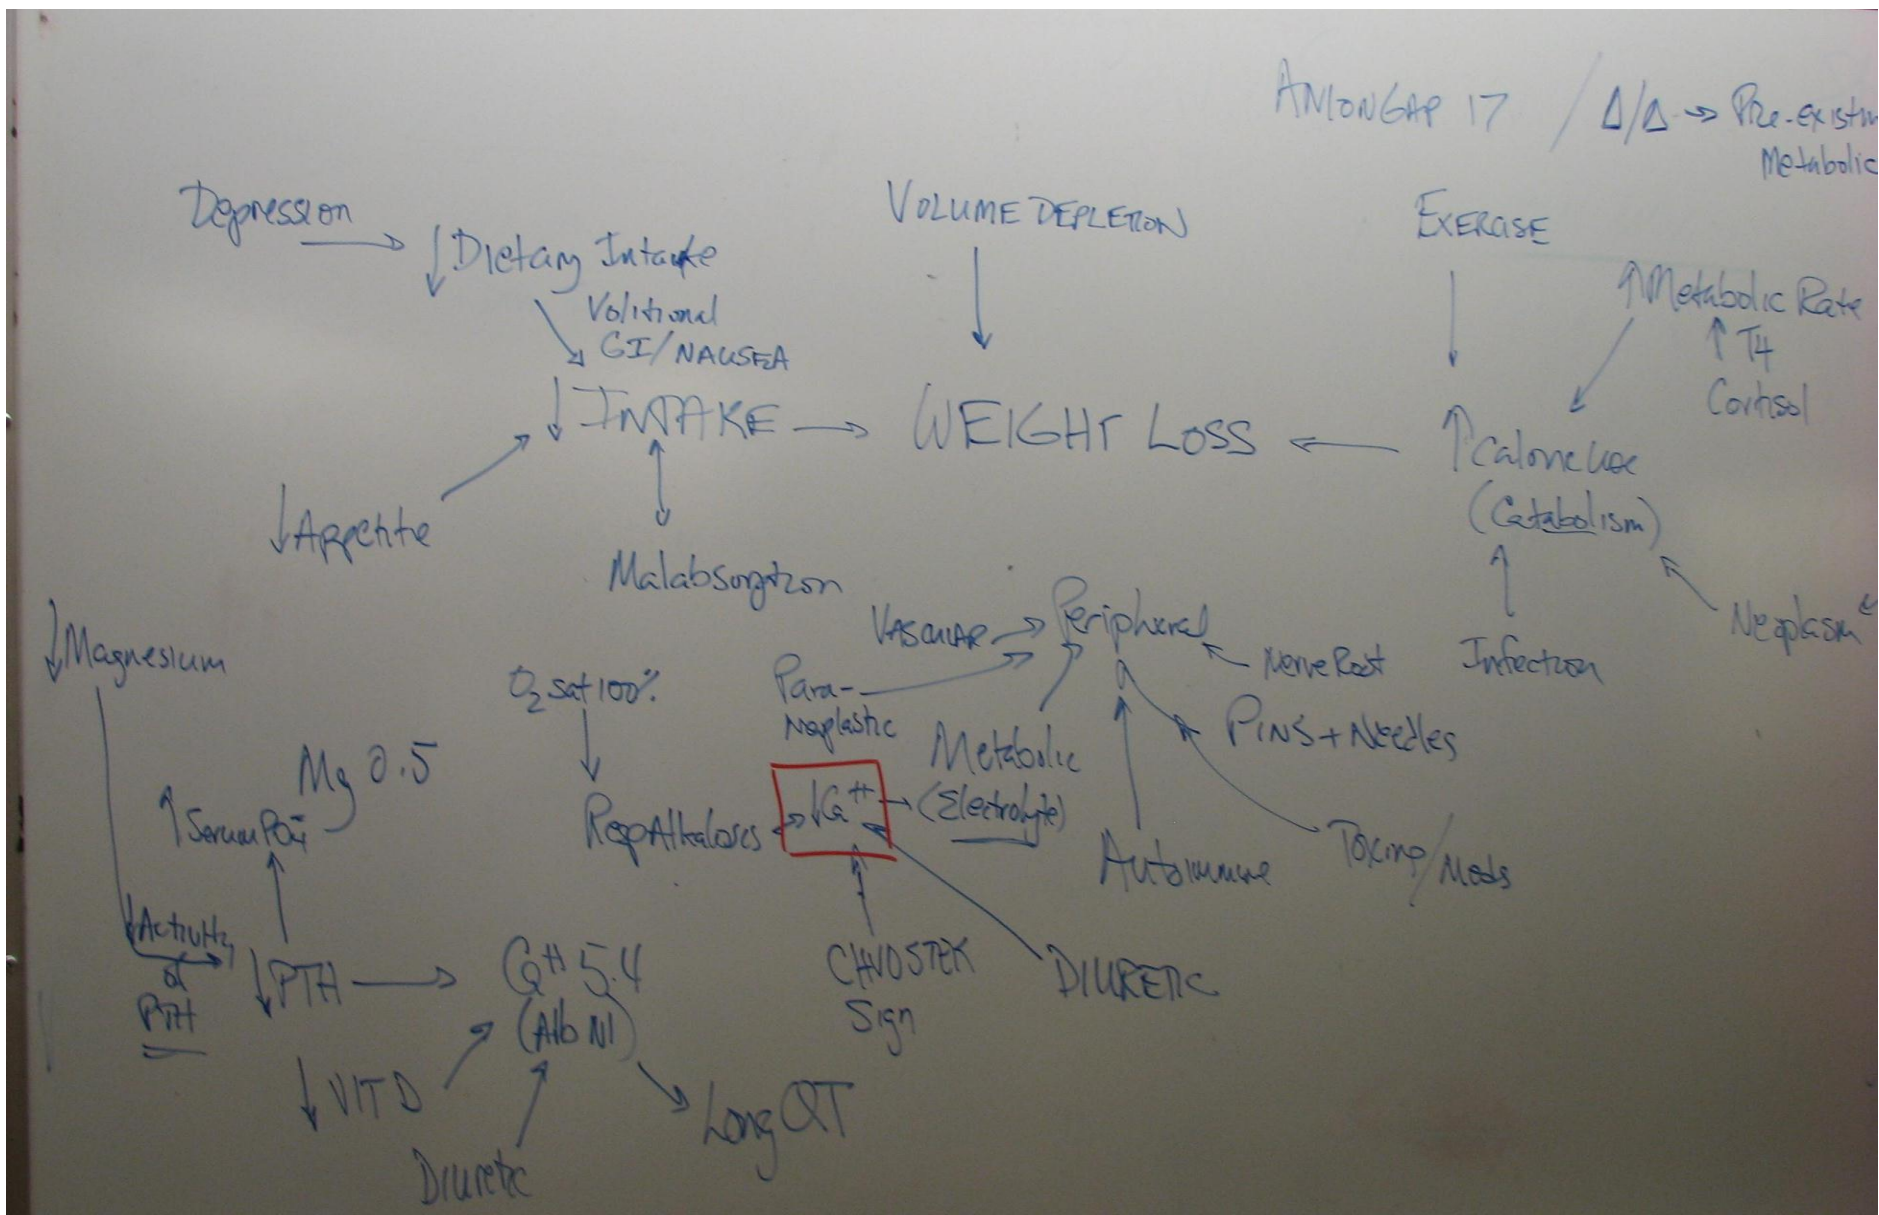 ANION GAP 17 / Δ/Δ → Pre-existin
Metabolic
Depression
↓ Dietary Intake
Volitional
GI/NAUSEA
VOLUME DEPLETION
EXERCISE
↑ Metabolic Rate
↑ T4
Cortisol
↓ INTAKE → WEIGHT LOSS ←
↑ Caloric use
(Catabolism)
↓ Appetite
Malabsorption
Infection
Neoplasm
↓ Magnesium
O2 sat 100%
VASCULAR → Peripheral
Para-
Neoplastic
Nerve Root
PINS + Needles
Metabolic
(Electrolyte)
Mg 0.5
↑ Serum PO4
Resp Alkalosis
↓ Ca++
Autoimmune
Toxins/Meds
↓ Activity
of
PTH
↓ PTH →
Ca++ 5.4
(Alb Nl)
CHVOSTEK
Sign
DIURETIC
↓ VIT D
Long QT
Diuretic